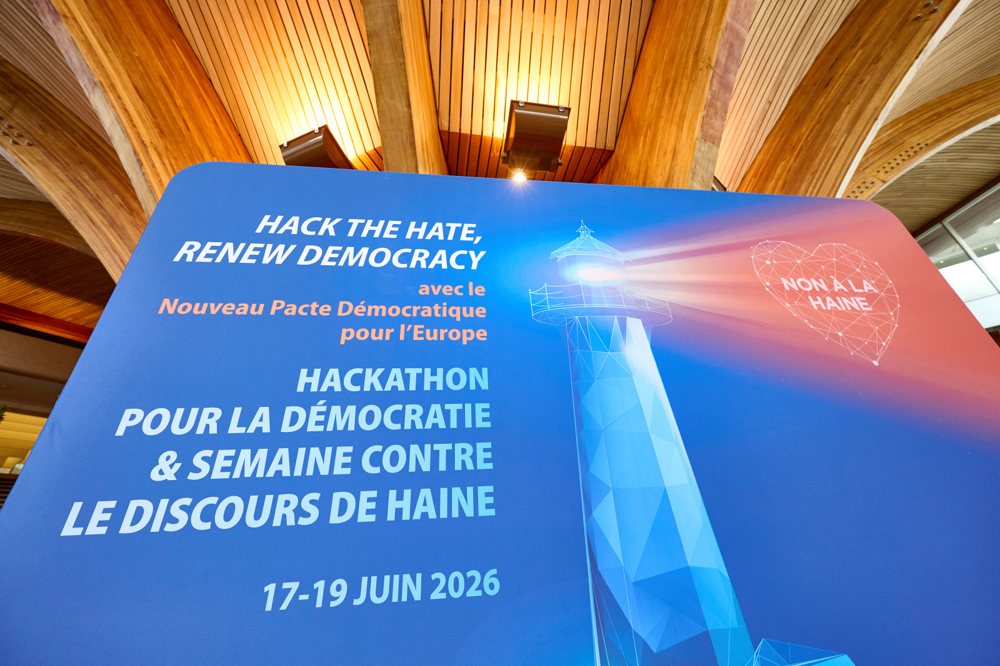 HACK THE HATE,
RENEW DEMOCRACY
avec le
Nouveau Pacte Démocratique
pour l'Europe
HACKATHON
POUR LA DÉMOCRATIE
& SEMAINE CONTRE
LE DISCOURS DE HAINE
17-19 JUIN 2026
NON À LA
HAINE